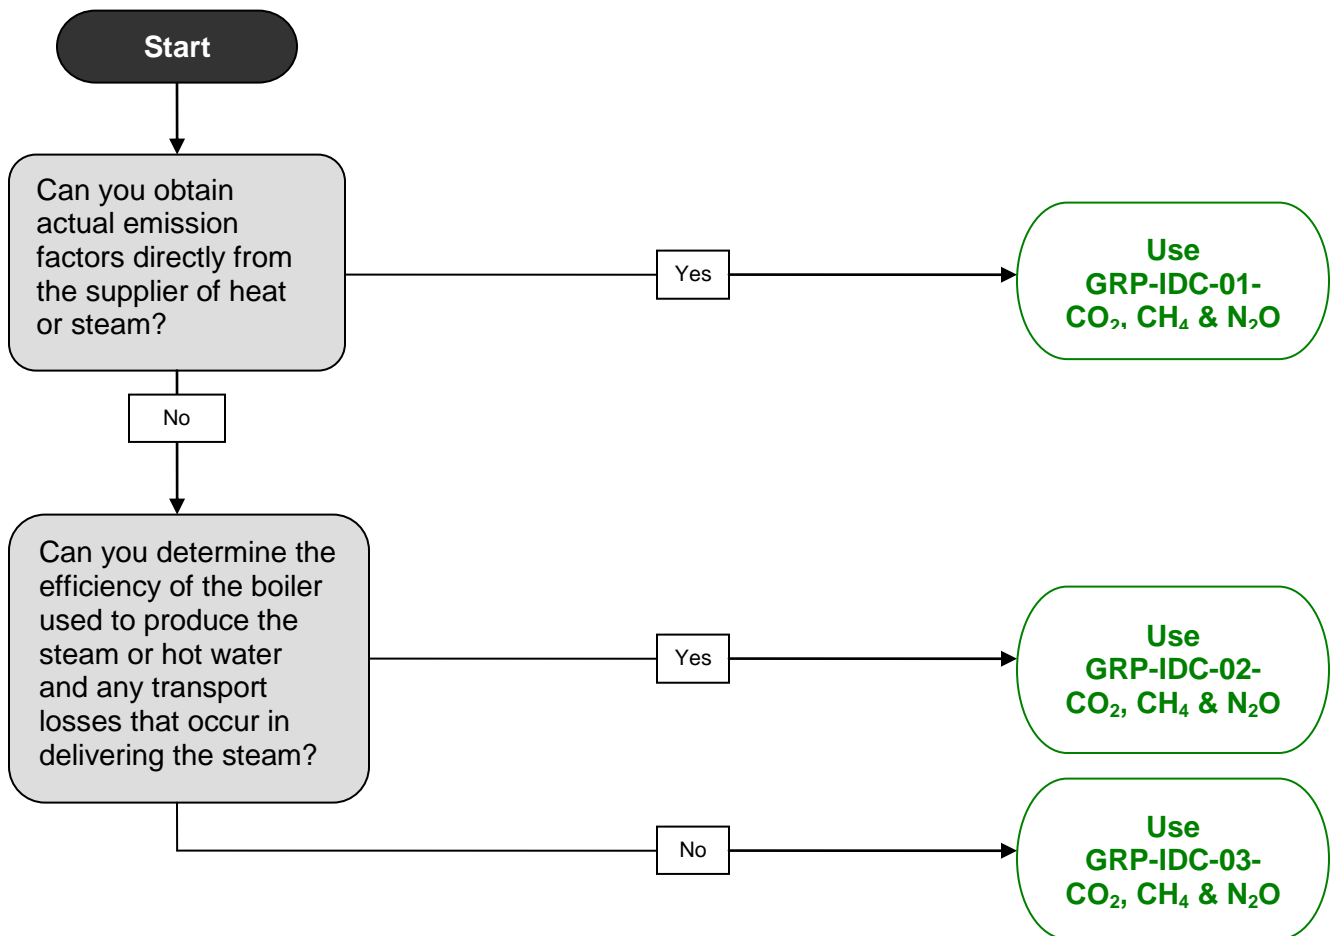 Start
Can you obtain
actual emission
factors directly from
the supplier of heat
or steam?
Yes
Use
GRP-IDC-01-
CO₂, CH₄ & N₂O
No
Can you determine the
efficiency of the boiler
used to produce the
steam or hot water
and any transport
losses that occur in
delivering the steam?
Yes
Use
GRP-IDC-02-
CO₂, CH₄ & N₂O
No
Use
GRP-IDC-03-
CO₂, CH₄ & N₂O